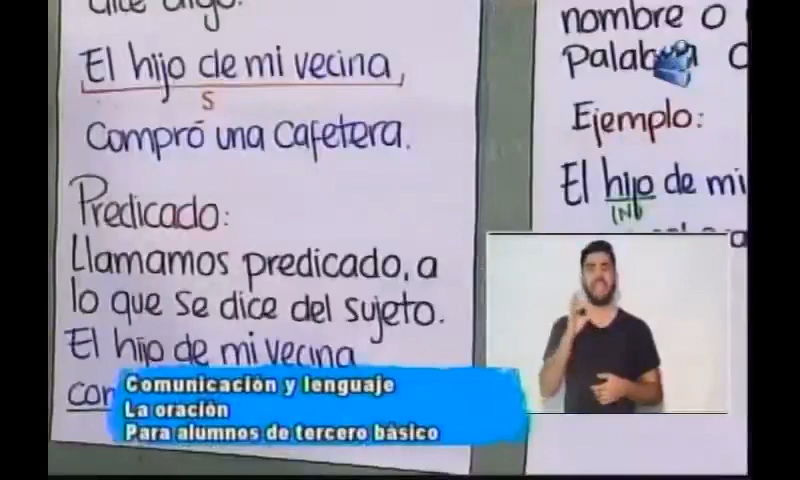 El hijo de mi vecina,
S
Compró una cafetera.
Predicado:
Llamamos predicado, a
lo que se dice del sujeto.
El hijo de mi vecina
nombre o
Ejemplo:
El hijo de mi
Comunicación y lenguaje
La oración
Para alumnos de tercero básico